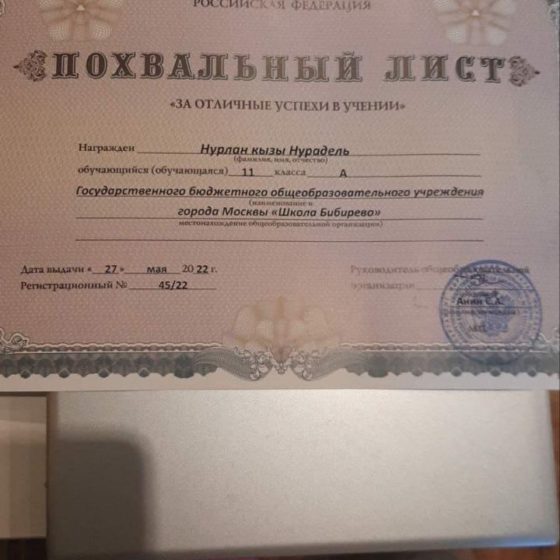 РОССИЙСКАЯ ФЕДЕРАЦИЯ
ПОХВАЛЬНЫЙ ЛИСТ
«ЗА ОТЛИЧНЫЕ УСПЕХИ В УЧЕНИИ»
Награжден Нурлан кызы Нурадель
(фамилия, имя, отчество)
обучающийся (обучающаяся) 11 класса А
Государственного бюджетного общеобразовательного учреждения
(наименование и
города Москвы «Школа Бибирево»
местонахождение общеобразовательной организации)
Дата выдачи « 27 » мая 2022 г. Руководитель общеобразовательной
Регистрационный № 45/22 организации
Анин С.А.